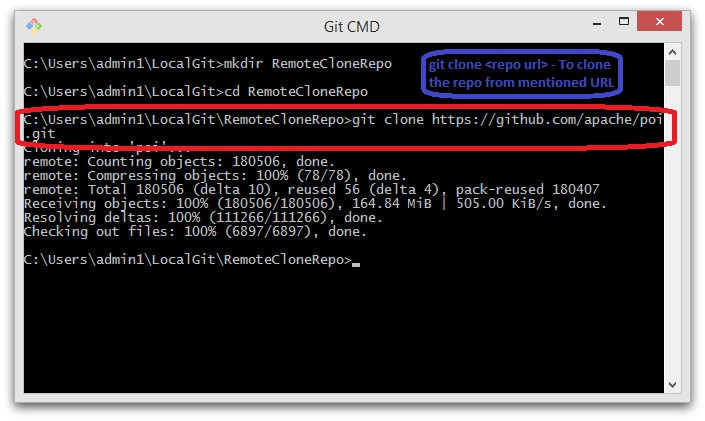 Git CMD
C:\Users\admin1\LocalGit>mkdir RemoteCloneRepo
git clone <repo url> - To clone
the repo from mentioned URL
C:\Users\admin1\LocalGit>cd RemoteCloneRepo
C:\Users\admin1\LocalGit\RemoteCloneRepo>git clone https://github.com/apache/poi
.git
Cloning into 'poi'...
remote: Counting objects: 180506, done.
remote: Compressing objects: 100% (78/78), done.
remote: Total 180506 (delta 10), reused 56 (delta 4), pack-reused 180407
Receiving objects: 100% (180506/180506), 164.84 MiB | 505.00 KiB/s, done.
Resolving deltas: 100% (111266/111266), done.
Checking out files: 100% (6897/6897), done.
C:\Users\admin1\LocalGit\RemoteCloneRepo>_